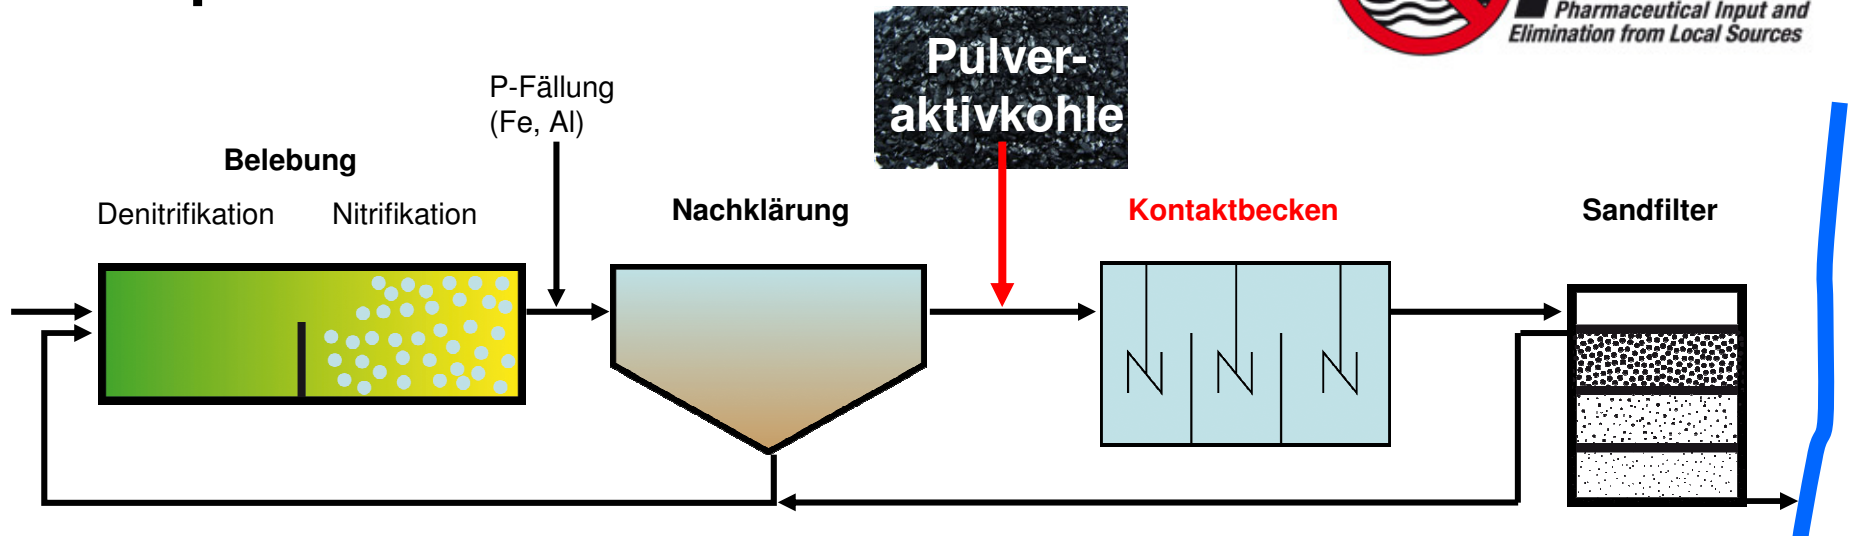 Pharmaceutical Input and
Elimination from Local Sources
Pulver-
aktivkohle
P-Fällung
(Fe, Al)
Belebung
Denitrifikation
Nitrifikation
Nachklärung
Kontaktbecken
Sandfilter